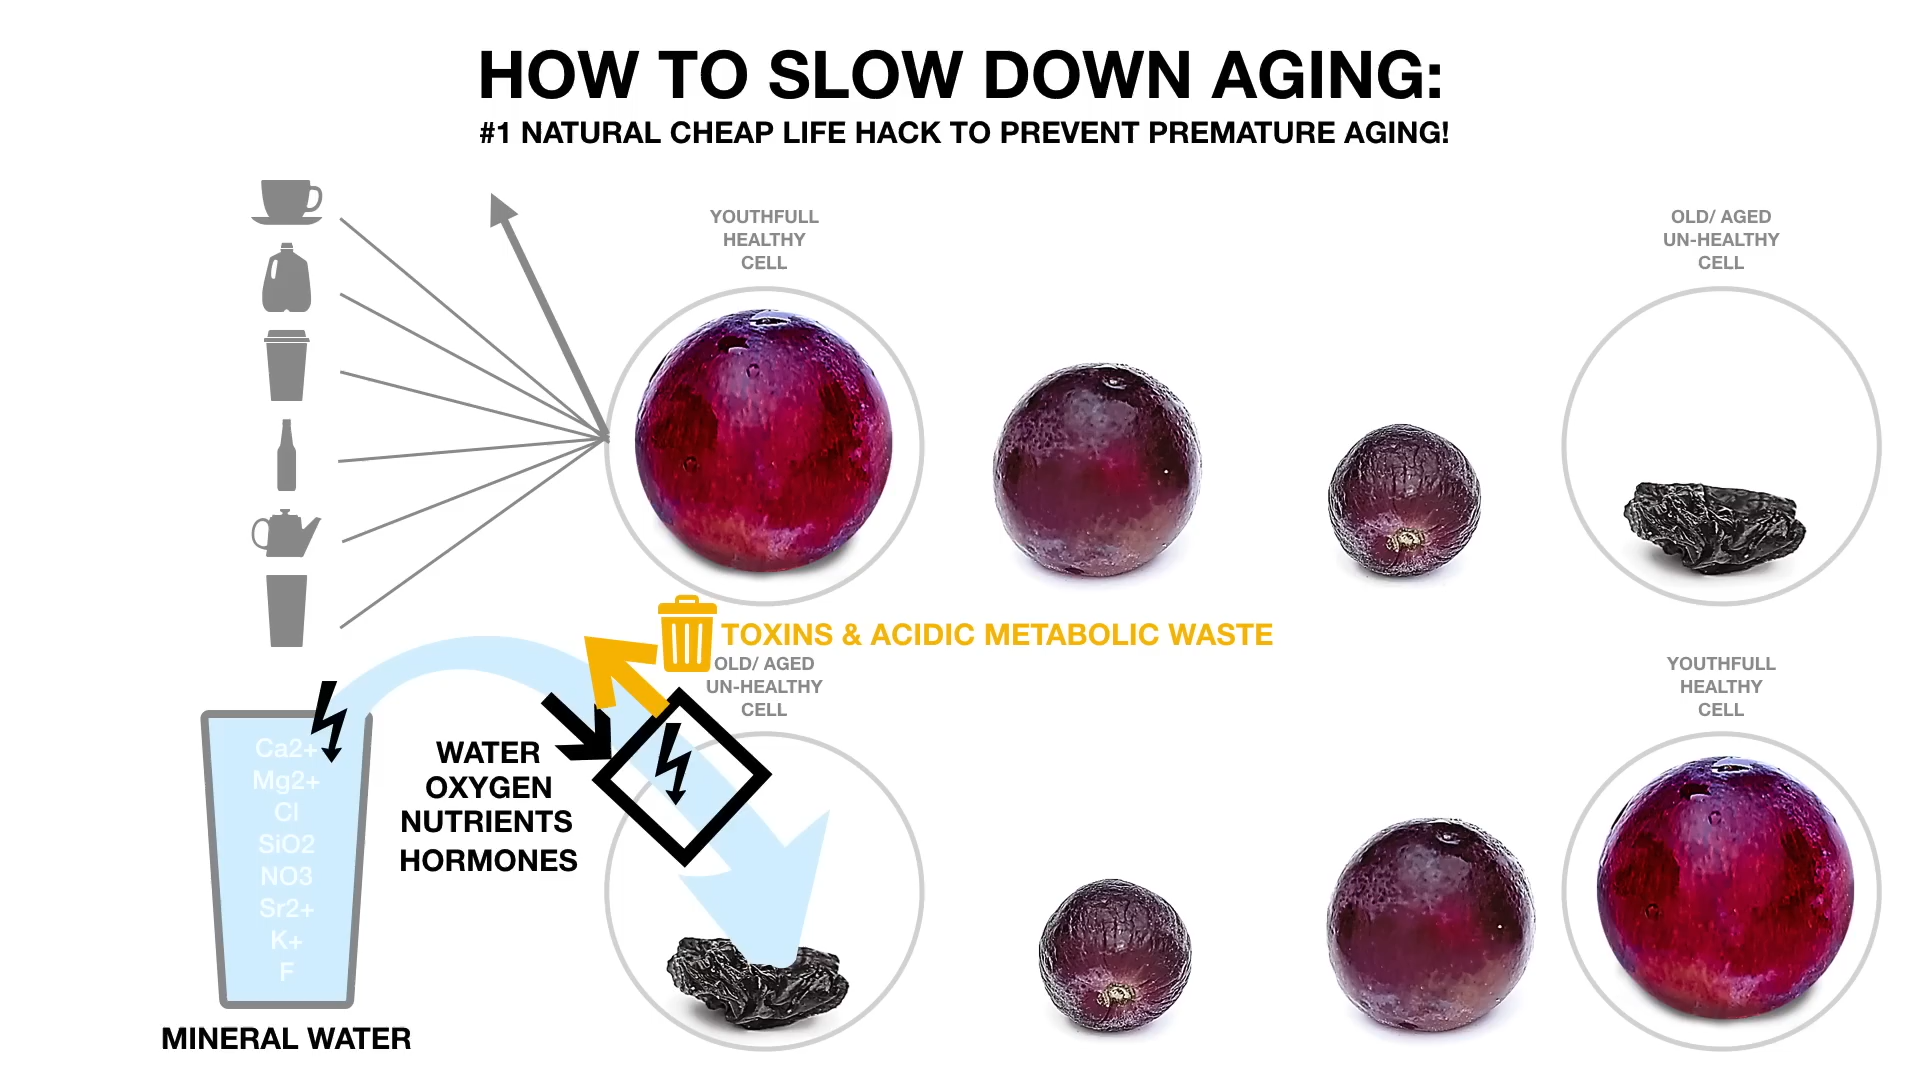 HOW TO SLOW DOWN AGING:
#1 NATURAL CHEAP LIFE HACK TO PREVENT PREMATURE AGING!
YOUTHFULL
HEALTHY
CELL
OLD/ AGED
UN-HEALTHY
CELL
TOXINS & ACIDIC METABOLIC WASTE
OLD/ AGED
UN-HEALTHY
CELL
YOUTHFULL
HEALTHY
CELL
WATER
OXYGEN
NUTRIENTS
HORMONES
Ca2+
Mg2+
Cl
SiO2
NO3
Sr2+
K+
F
MINERAL WATER